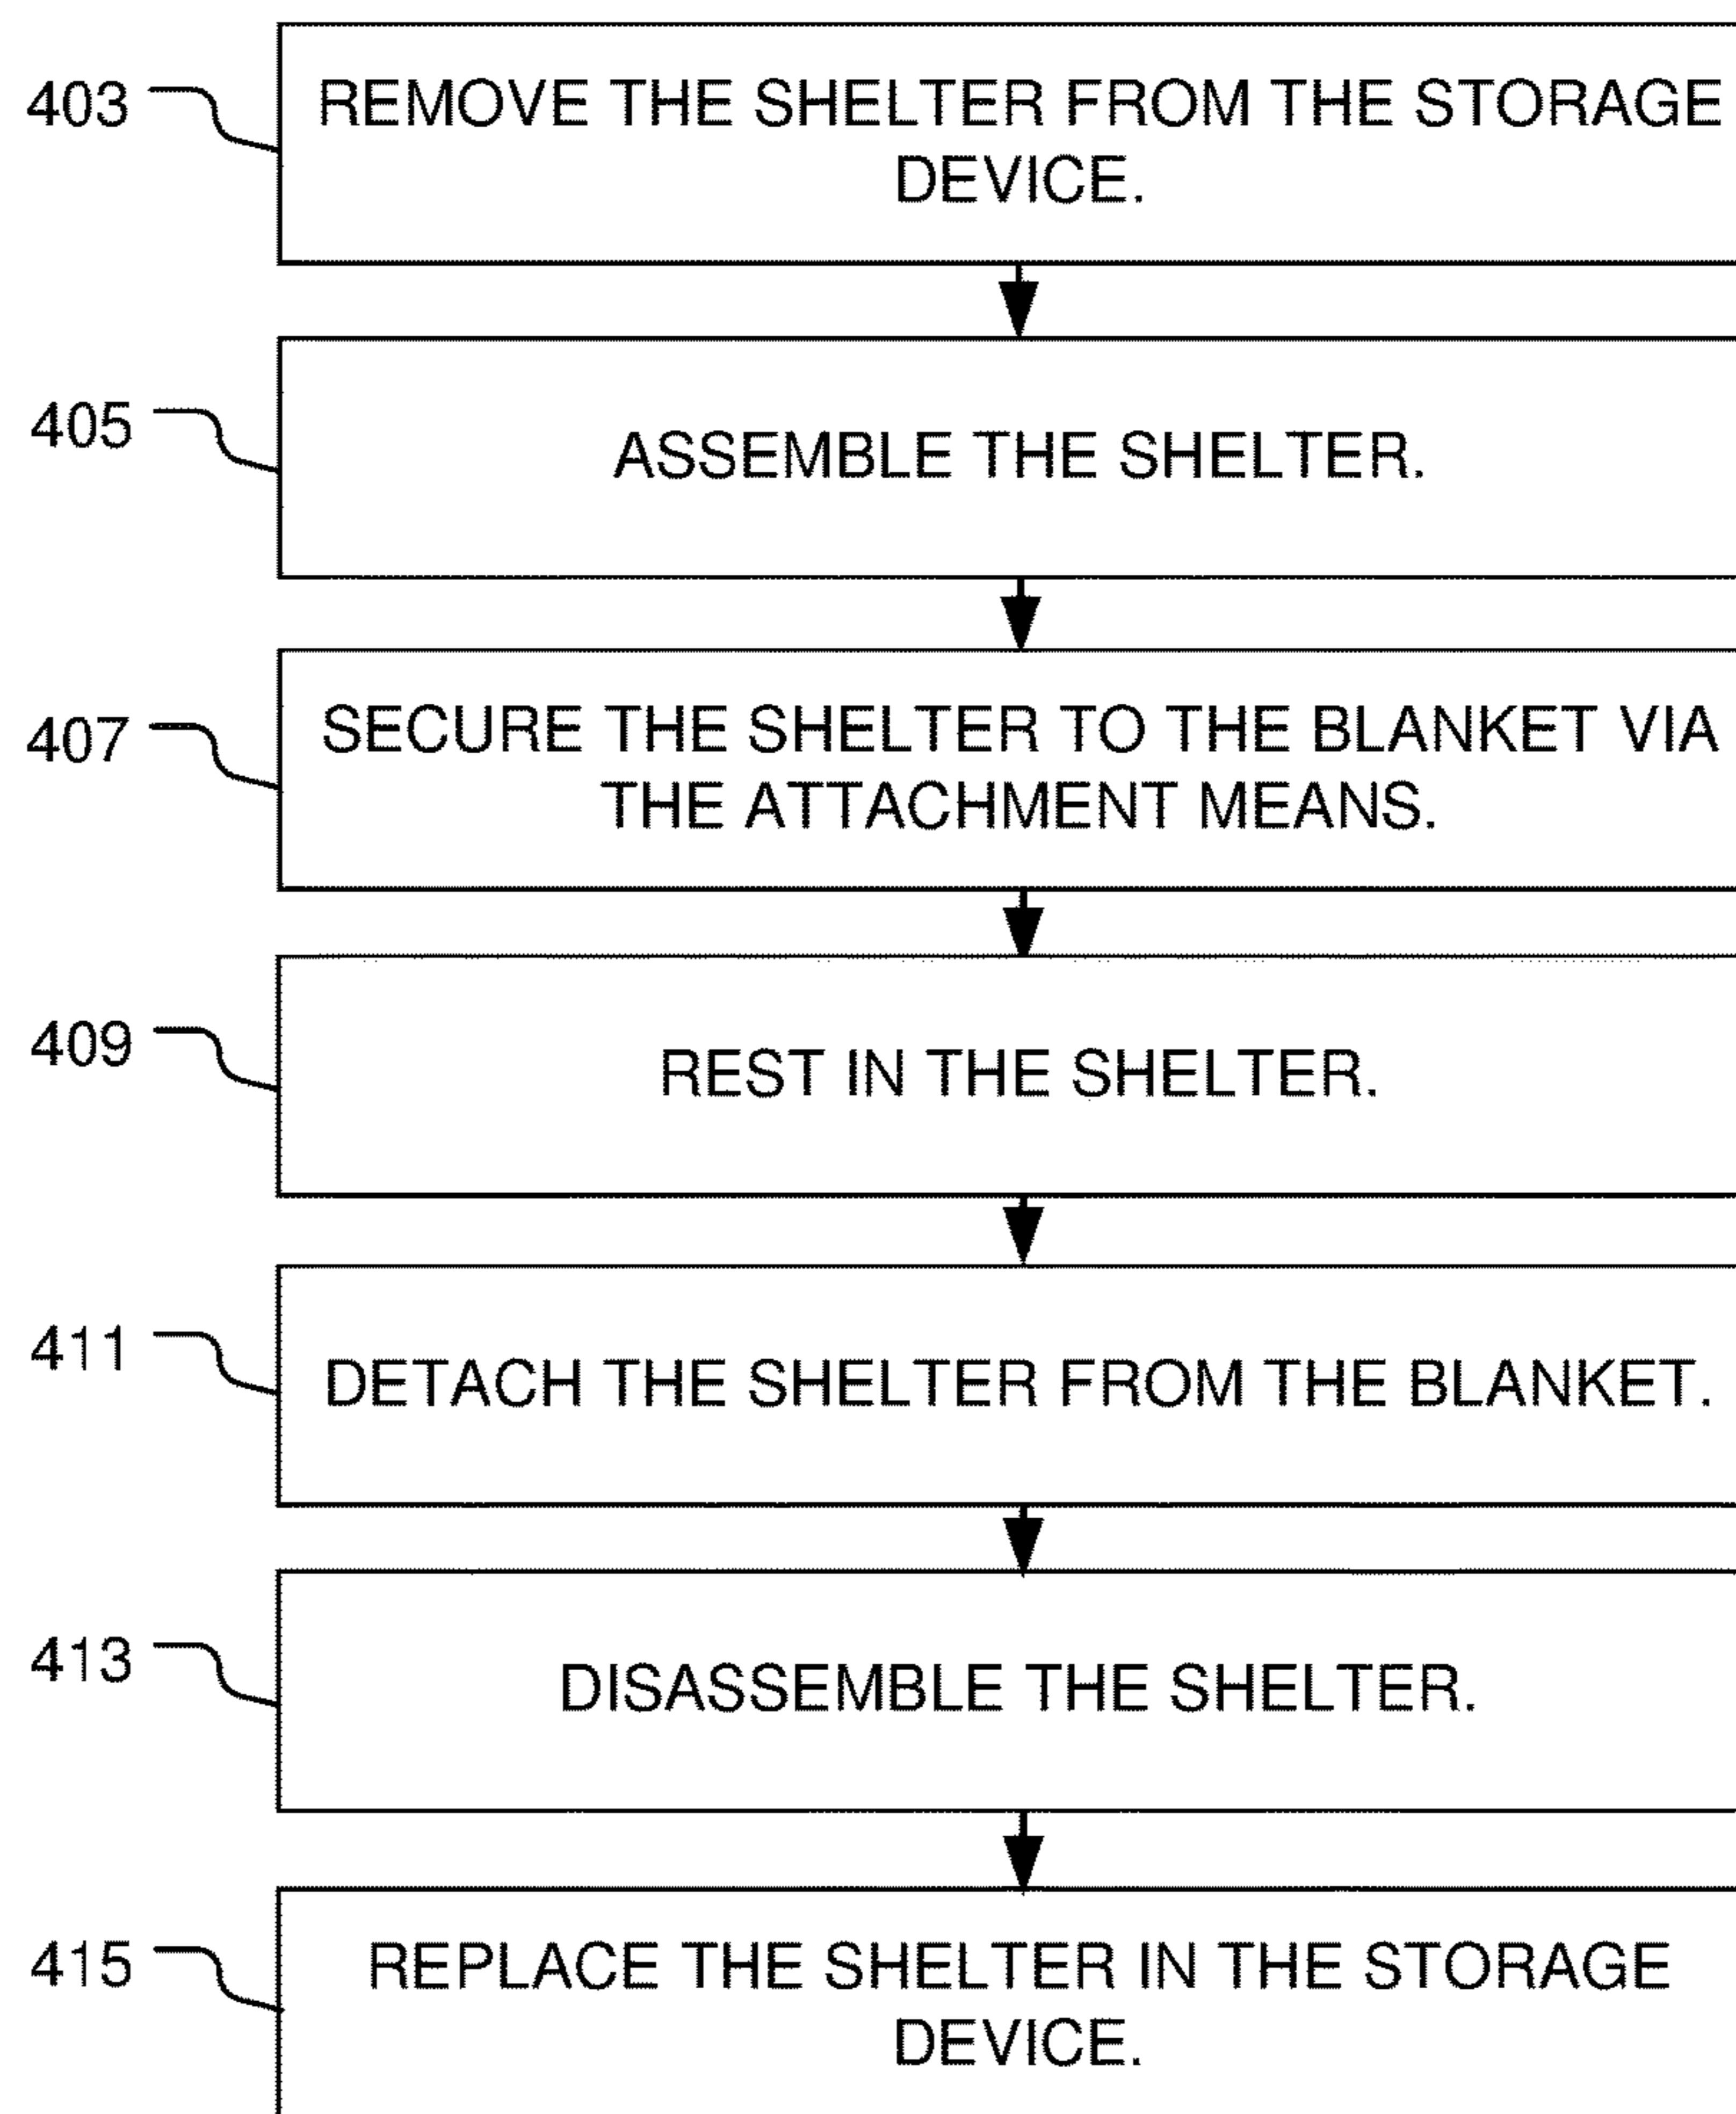 403
REMOVE THE SHELTER FROM THE STORAGE
DEVICE.
405
ASSEMBLE THE SHELTER.
407
SECURE THE SHELTER TO THE BLANKET VIA
THE ATTACHMENT MEANS.
409
REST IN THE SHELTER.
411
DETACH THE SHELTER FROM THE BLANKET.
413
DISASSEMBLE THE SHELTER.
415
REPLACE THE SHELTER IN THE STORAGE
DEVICE.